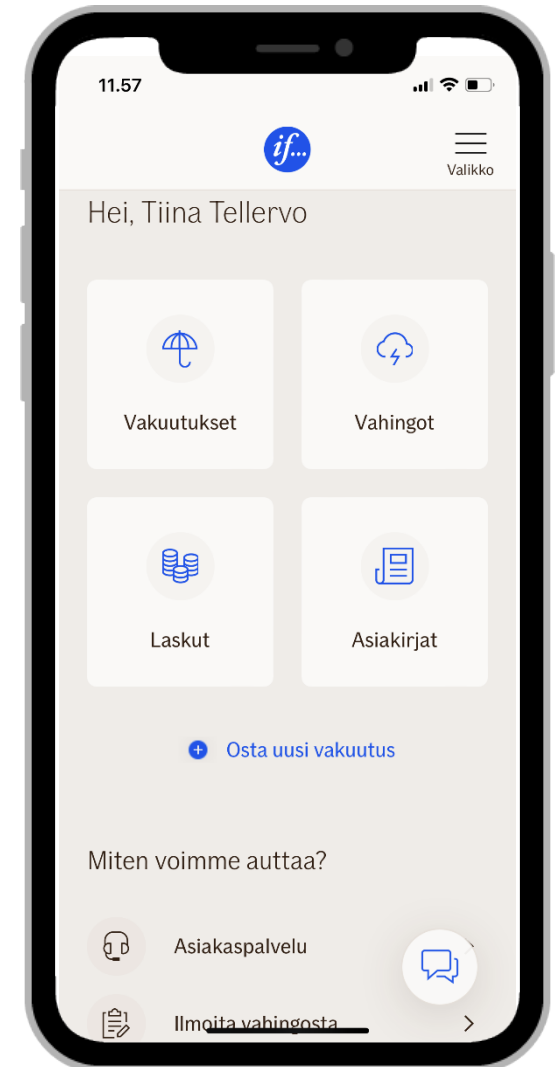 11.57
if...
Valikko
Hei, Tiina Tellervo
Vakuutukset
Vahingot
Laskut
Asiakirjat
Osta uusi vakuutus
Miten voimme auttaa?
Asiakaspalvelu
Ilmoita vahingosta